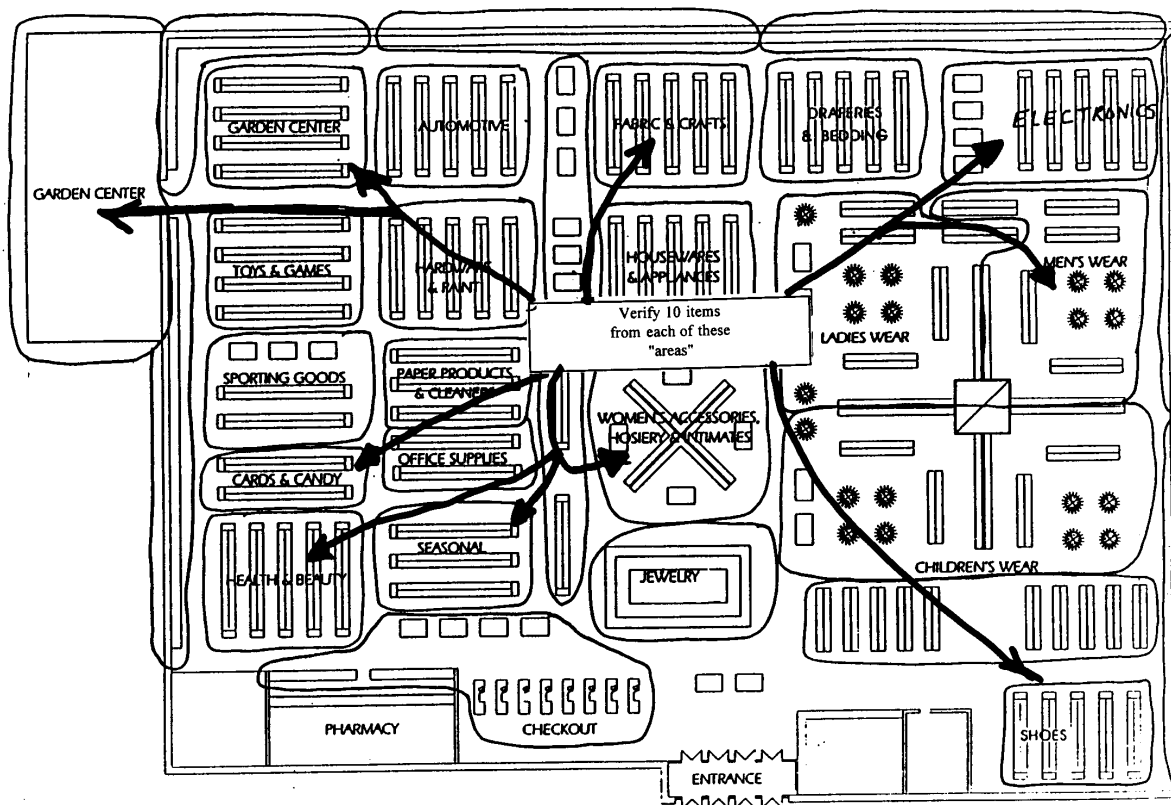 GARDEN CENTER
AUTOMOTIVE
FABRIC & CRAFTS
DRAPERIES
& BEDDING
ELECTRONICS
GARDEN CENTER
TOYS & GAMES
HARDWARE
& PAINT
HOUSEWARES
& APPLIANCES
MEN'S WEAR
Verify 10 items
from each of these
"areas"
LADIES WEAR
SPORTING GOODS
PAPER PRODUCTS
& CLEANERS
WOMEN'S ACCESSORIES,
HOSIERY & INTIMATES
OFFICE SUPPLIES
CARDS & CANDY
SEASONAL
HEALTH & BEAUTY
JEWELRY
CHILDREN'S WEAR
PHARMACY
CHECKOUT
SHOES
ENTRANCE